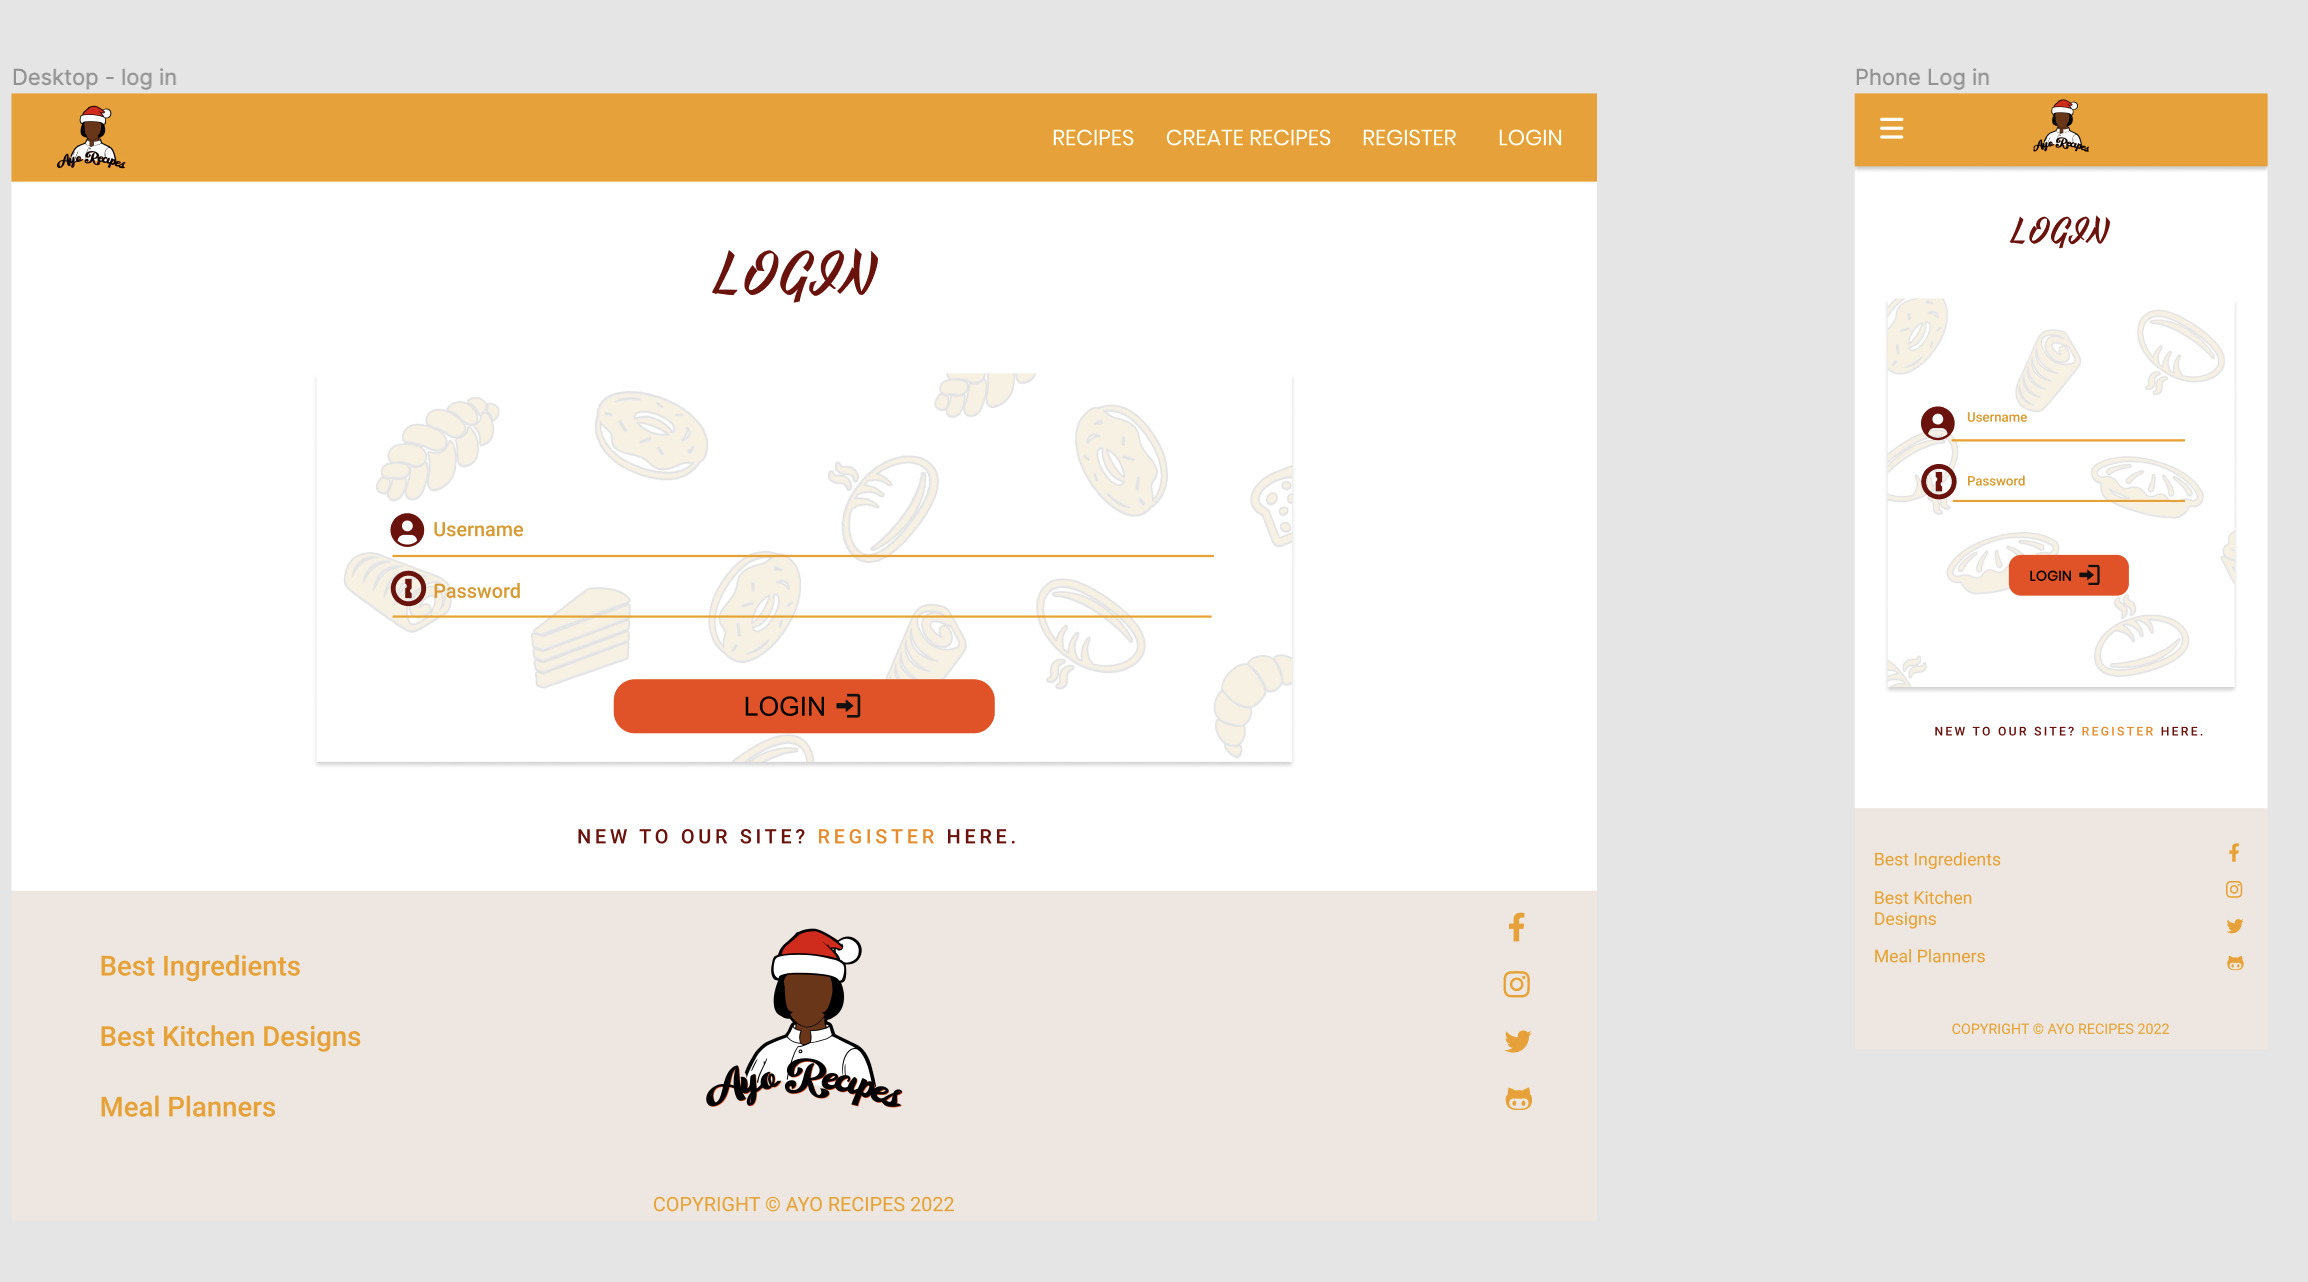 Desktop - log in
Ayo Recipes
RECIPES CREATE RECIPES REGISTER LOGIN
LOGIN
Username
Password
LOGIN
NEW TO OUR SITE? REGISTER HERE.
Best Ingredients
Best Kitchen Designs
Meal Planners
Ayo Recipes
COPYRIGHT © AYO RECIPES 2022
Phone Log in
Ayo Recipes
LOGIN
Username
Password
LOGIN
NEW TO OUR SITE? REGISTER HERE.
Best Ingredients
Best Kitchen
Designs
Meal Planners
COPYRIGHT © AYO RECIPES 2022